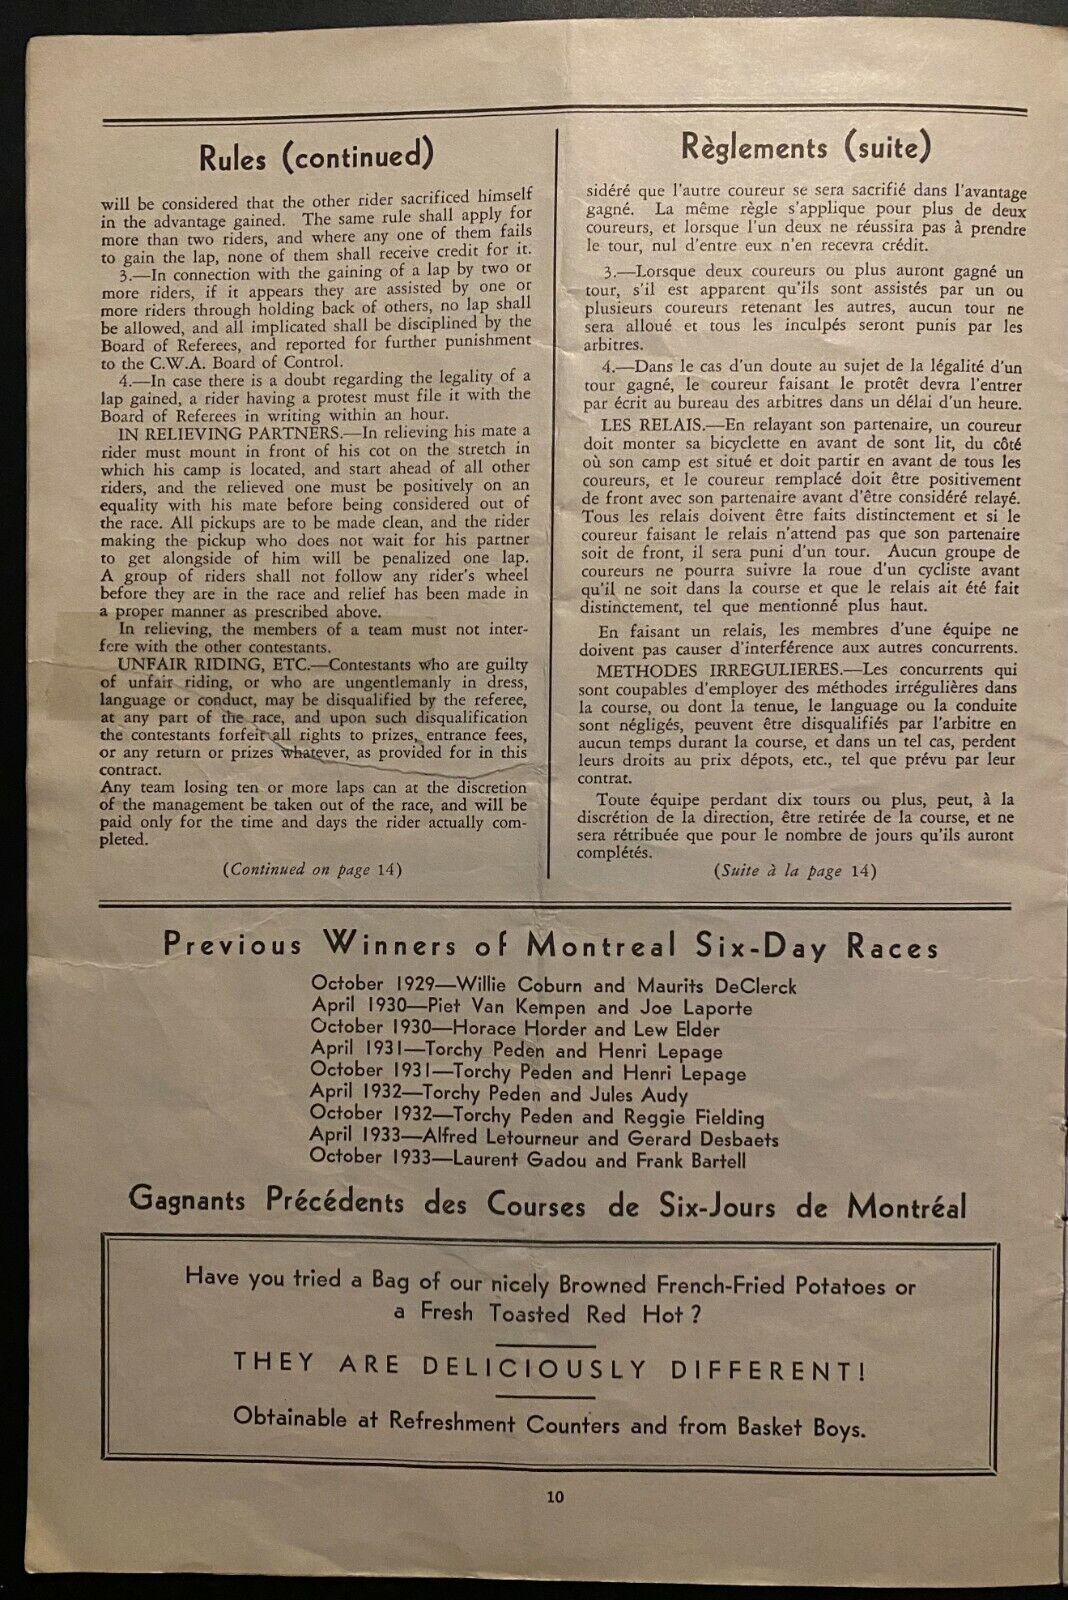 Rules (continued)
will be considered that the other rider sacrificed himself
in the advantage gained. The same rule shall apply for
more than two riders, and where any one of them fails
to gain the lap, none of them shall receive credit for it.
3.—In connection with the gaining of a lap by two or
more riders, if it appears they are assisted by one or
more riders through holding back of others, no lap shall
be allowed, and all implicated shall be disciplined by the
Board of Referees, and reported for further punishment
to the C.W.A. Board of Control.
4.—In case there is a doubt regarding the legality of a
lap gained, a rider having a protest must file it with the
Board of Referees in writing within an hour.
IN RELIEVING PARTNERS.—In relieving his mate a
rider must mount in front of his cot on the stretch in
which his camp is located, and start ahead of all other
riders, and the relieved one must be positively on an
equality with his mate before being considered out of
the race. All pickups are to be made clean, and the rider
making the pickup who does not wait for his partner
to get alongside of him will be penalized one lap.
A group of riders shall not follow any rider's wheel
before they are in the race and relief has been made in
a proper manner as prescribed above.
In relieving, the members of a team must not inter-
fere with the other contestants.
UNFAIR RIDING, ETC.—Contestants who are guilty
of unfair riding, or who are ungentlemanly in dress,
language or conduct, may be disqualified by the referee,
at any part of the race, and upon such disqualification
the contestants forfeit all rights to prizes, entrance fees,
or any return or prizes whatever, as provided for in this
contract.
Any team losing ten or more laps can at the discretion
of the management be taken out of the race, and will be
paid only for the time and days the rider actually com-
pleted.
(Continued on page 14)
Règlements (suite)
sidéré que l'autre coureur se sera sacrifié dans l'avantage
gagné. La même règle s'applique pour plus de deux
coureurs, et lorsque l'un deux ne réussira pas à prendre
le tour, nul d'entre eux n'en recevra crédit.
3.—Lorsque deux coureurs ou plus auront gagné un
tour, s'il est apparent qu'ils sont assistés par un ou
plusieurs coureurs retenant les autres, aucun tour ne
sera alloué et tous les inculpés seront punis par les
arbitres.
4.—Dans le cas d'un doute au sujet de la légalité d'un
tour gagné, le coureur faisant le protêt devra l'entrer
par écrit au bureau des arbitres dans un délai d'un heure.
LES RELAIS.—En relayant son partenaire, un coureur
doit monter sa bicyclette en avant de sont lit, du côté
où son camp est situé et doit partir en avant de tous les
coureurs, et le coureur remplacé doit être positivement
de front avec son partenaire avant d'être considéré relayé.
Tous les relais doivent être faits distinctement et si le
coureur faisant le relais n'attend pas que son partenaire
soit de front, il sera puni d'un tour. Aucun groupe de
coureurs ne pourra suivre la roue d'un cycliste avant
qu'il ne soit dans la course et que le relais ait été fait
distinctement, tel que mentionné plus haut.
En faisant un relais, les membres d'une équipe ne
doivent pas causer d'interférence aux autres concurrents.
METHODES IRREGULIERES.—Les concurrents qui
sont coupables d'employer des méthodes irrégulières dans
la course, ou dont la tenue, le language ou la conduite
sont négligés, peuvent être disqualifiés par l'arbitre en
aucun temps durant la course, et dans un tel cas, perdent
leurs droits au prix dépots, etc., tel que prévu par leur
contrat.
Toute équipe perdant dix tours ou plus, peut, à la
discrétion de la direction, être retirée de la course, et ne
sera rétribuée que pour le nombre de jours qu'ils auront
complétés.
(Suite à la page 14)
Previous Winners of Montreal Six-Day Races
October 1929—Willie Coburn and Maurits DeClerck
April 1930—Piet Van Kempen and Joe Laporte
October 1930—Horace Horder and Lew Elder
April 1931—Torchy Peden and Henri Lepage
October 1931—Torchy Peden and Henri Lepage
April 1932—Torchy Peden and Jules Audy
October 1932—Torchy Peden and Reggie Fielding
April 1933—Alfred Letourneur and Gerard Desbaets
October 1933—Laurent Gadou and Frank Bartell
Gagnants Précédents des Courses de Six-Jours de Montréal
Have you tried a Bag of our nicely Browned French-Fried Potatoes or
a Fresh Toasted Red Hot?
THEY ARE DELICIOUSLY DIFFERENT!
Obtainable at Refreshment Counters and from Basket Boys.
10